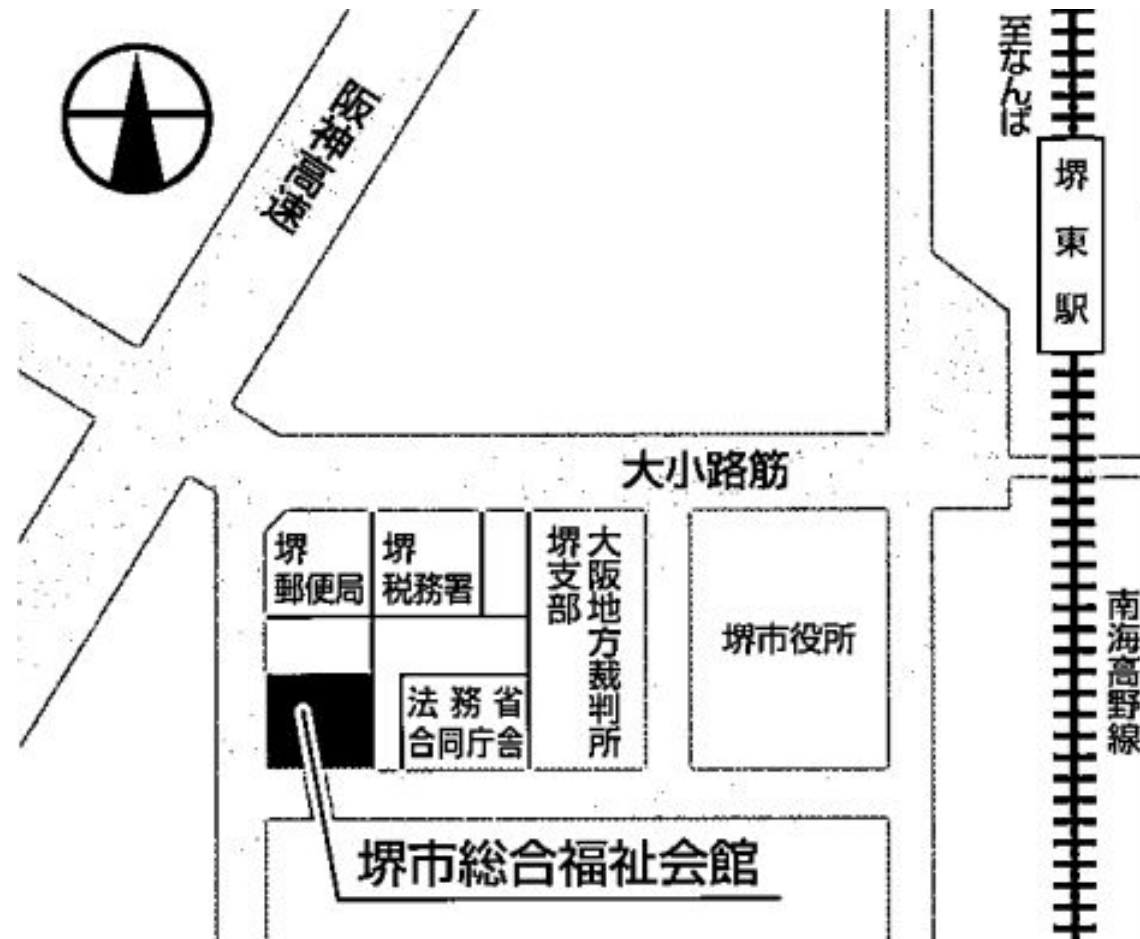 至なんば
阪神高速
堺東駅
大小路筋
堺
郵便局
堺
税務署
大阪地方裁判所
堺支部
堺市役所
南海高野線
法務省
合同庁舎
堺市総合福祉会館